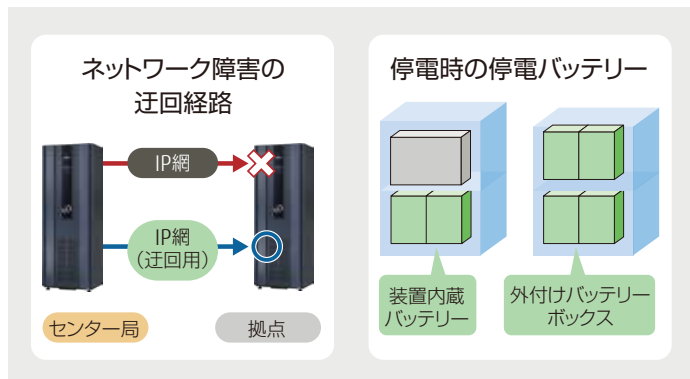 ネットワーク障害の
迂回経路
IP網
IP網
（迂回用）
センター局
拠点
停電時の停電バッテリー
装置内蔵
バッテリー
外付けバッテリー
ボックス